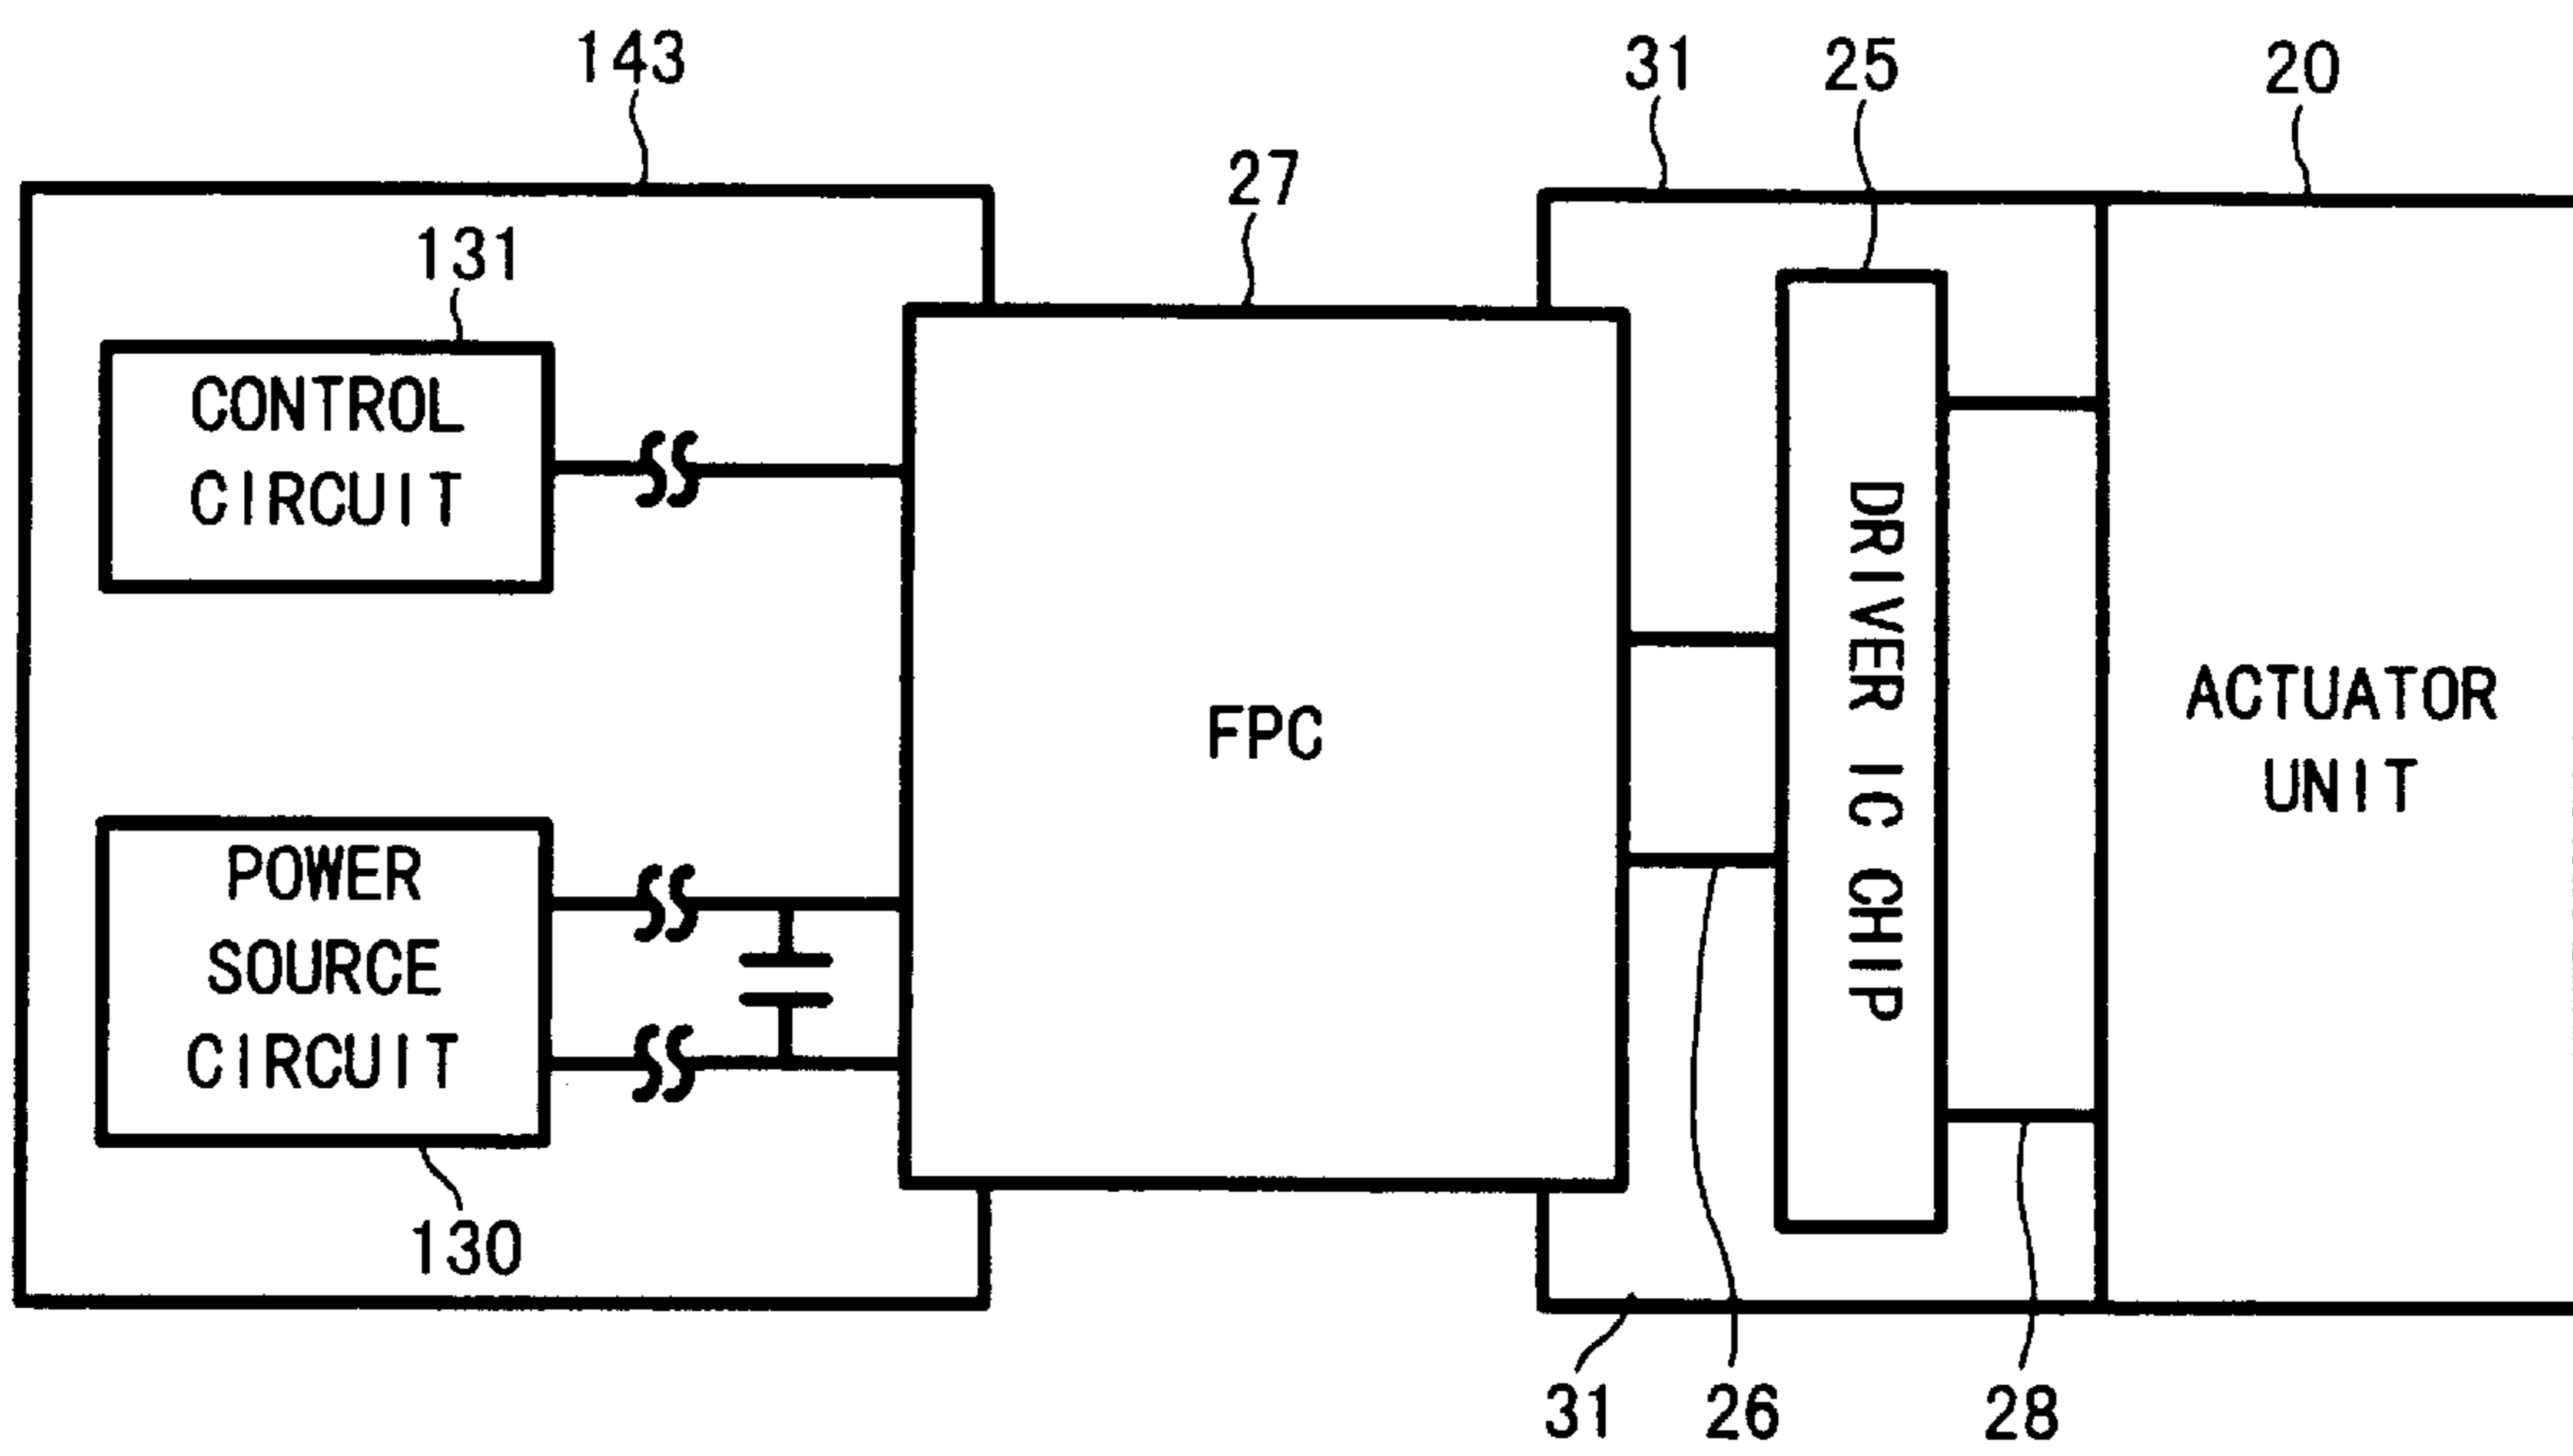 143
31
25
20
27
131
CONTROL
CIRCUIT
DRIVER IC CHIP
FPC
ACTUATOR
UNIT
POWER
SOURCE
CIRCUIT
130
31
26
28